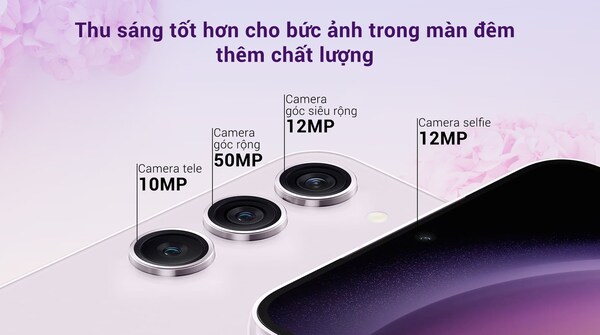 Thu sáng tốt hơn cho bức ảnh trong màn đêm
thêm chất lượng
Camera tele
10MP
Camera
góc rộng
50MP
Camera
góc siêu rộng
12MP
Camera selfie
12MP